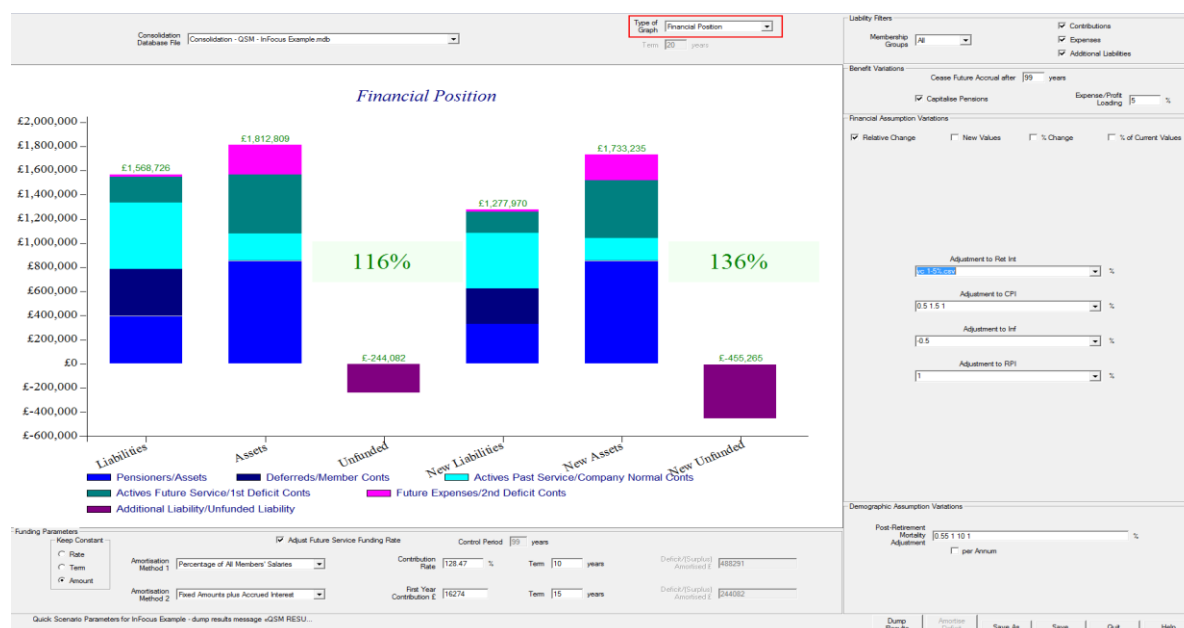 Consolidation
Database File
Consolidation - QSM - InFocus Example.mdb
Type of
Graph
Financial Position
Term 20 years
Liability Filters
Membership
Groups
All
Contributions
Expenses
Additional Liabilities
Benefit Variations
Cease Future Accrual after 99 years
Capitalise Pensions
Expense/Profit
Loading
5 %
Financial Assumption Variations
Relative Change
New Values
% Change
% of Current Values
Adjustment to Ret Int
yc 1-5%.csv %
Adjustment to CPI
0.5 1.5 1 %
Adjustment to Inf
-0.5 %
Adjustment to RPI
1 %
Demographic Assumption Variations
Post-Retirement
Mortality
Adjustment
0.55 1 10 1 %
per Annum
Financial Position
£2,000,000
£1,800,000
£1,600,000
£1,400,000
£1,200,000
£1,000,000
£800,000
£600,000
£400,000
£200,000
£0
£-200,000
£-400,000
£-600,000
£1,568,726
£1,812,809
£-244,082
£1,277,970
£1,733,235
£-455,265
116%
136%
Liabilities
Assets
Unfunded
New Liabilities
New Assets
New Unfunded
Pensioners/Assets
Deferreds/Member Conts
Actives Past Service/Company Normal Conts
Actives Future Service/1st Deficit Conts
Future Expenses/2nd Deficit Conts
Additional Liability/Unfunded Liability
Funding Parameters
Keep Constant
Rate
Term
Amount
Adjust Future Service Funding Rate
Control Period 99 years
Amortisation
Method 1
Percentage of All Members' Salaries
Contribution
Rate
128.47 %
Term 10 years
Deficit/(Surplus)
Amortised £
488291
Amortisation
Method 2
Fixed Amounts plus Accrued Interest
First Year
Contribution £
16274
Term 15 years
Deficit/(Surplus)
Amortised £
244082
Quick Scenario Parameters for InFocus Example - dump results message «QSM RESU...
Dump
Results
Amortise
Deficit
Save As
Save
Quit
Help